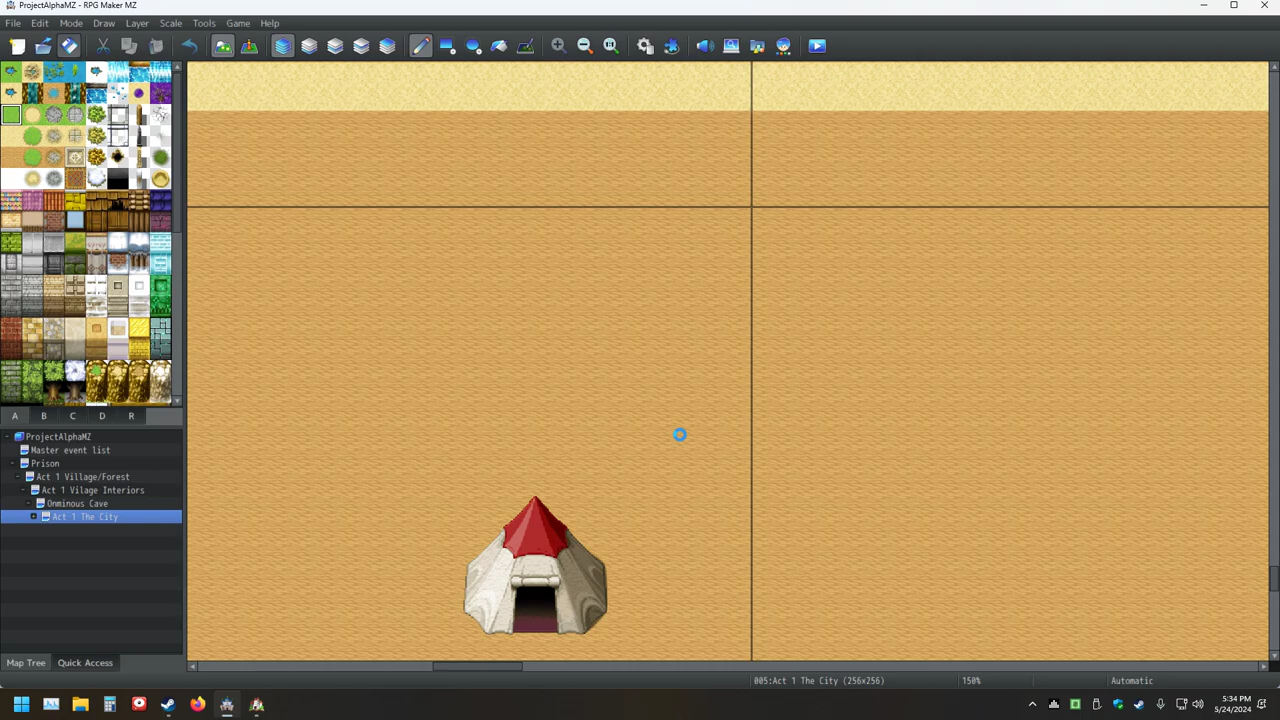 ProjectAlphaMZ - RPG Maker MZ
File Edit Mode Draw Layer Scale Tools Game Help
A B C D R
ProjectAlphaMZ
Master event list
Prison
Act 1 Village/Forest
Act 1 Vilage Interiors
Onminous Cave
Act 1 The City
Map Tree Quick Access
005:Act 1 The City (256x256) 150% Automatic
5:34 PM
5/24/2024